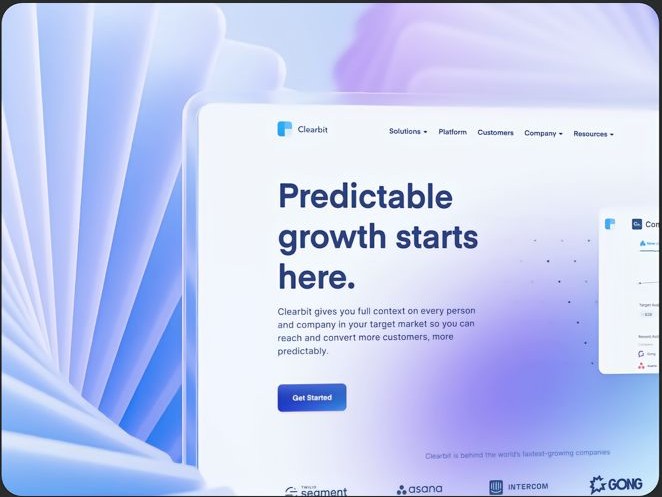 Clearbit
Solutions Platform Customers Company Resources
Predictable
growth starts
here.
Clearbit gives you full context on every person
and company in your target market so you can
reach and convert more customers, more
predictably.
Get Started
Clearbit is behind the world's fastest-growing companies
TWILIO
segment
asana
INTERCOM
GONG